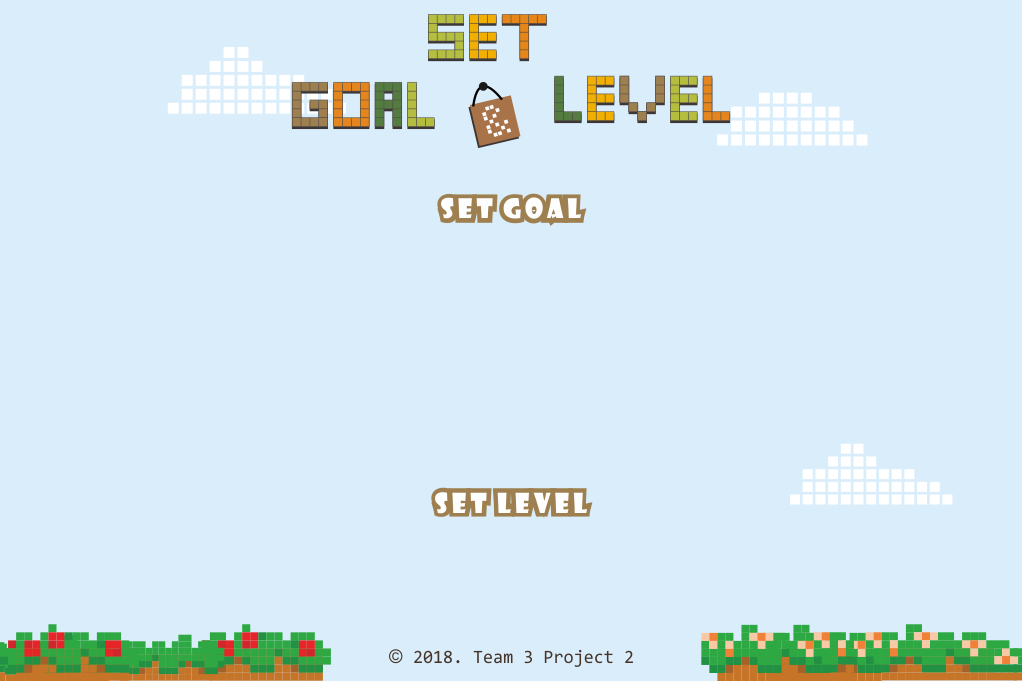 SET
GOAL & LEVEL
SET GOAL
SET LEVEL
© 2018. Team 3 Project 2